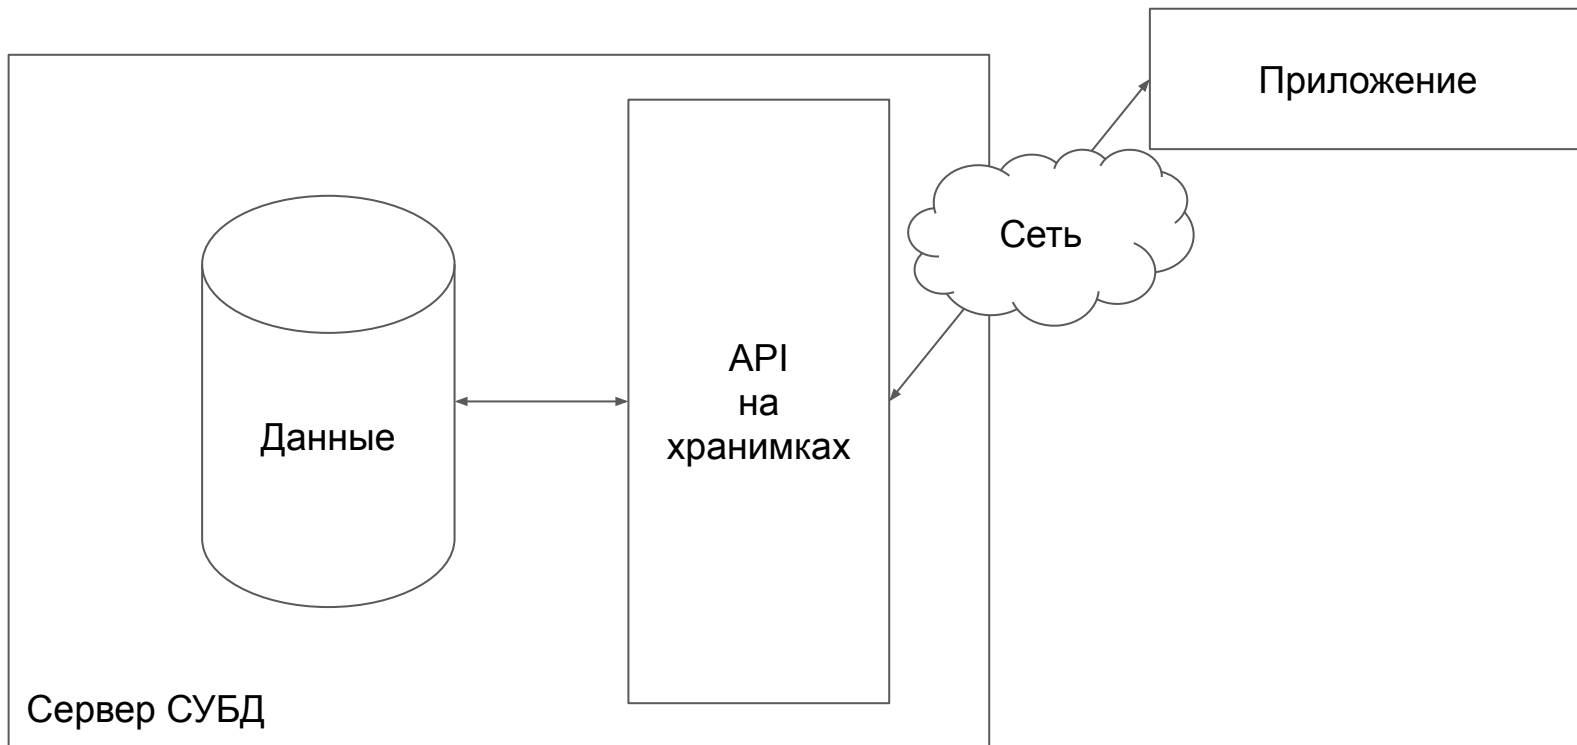 Приложение
Сеть
API
на
хранимках
Данные
Сервер СУБД